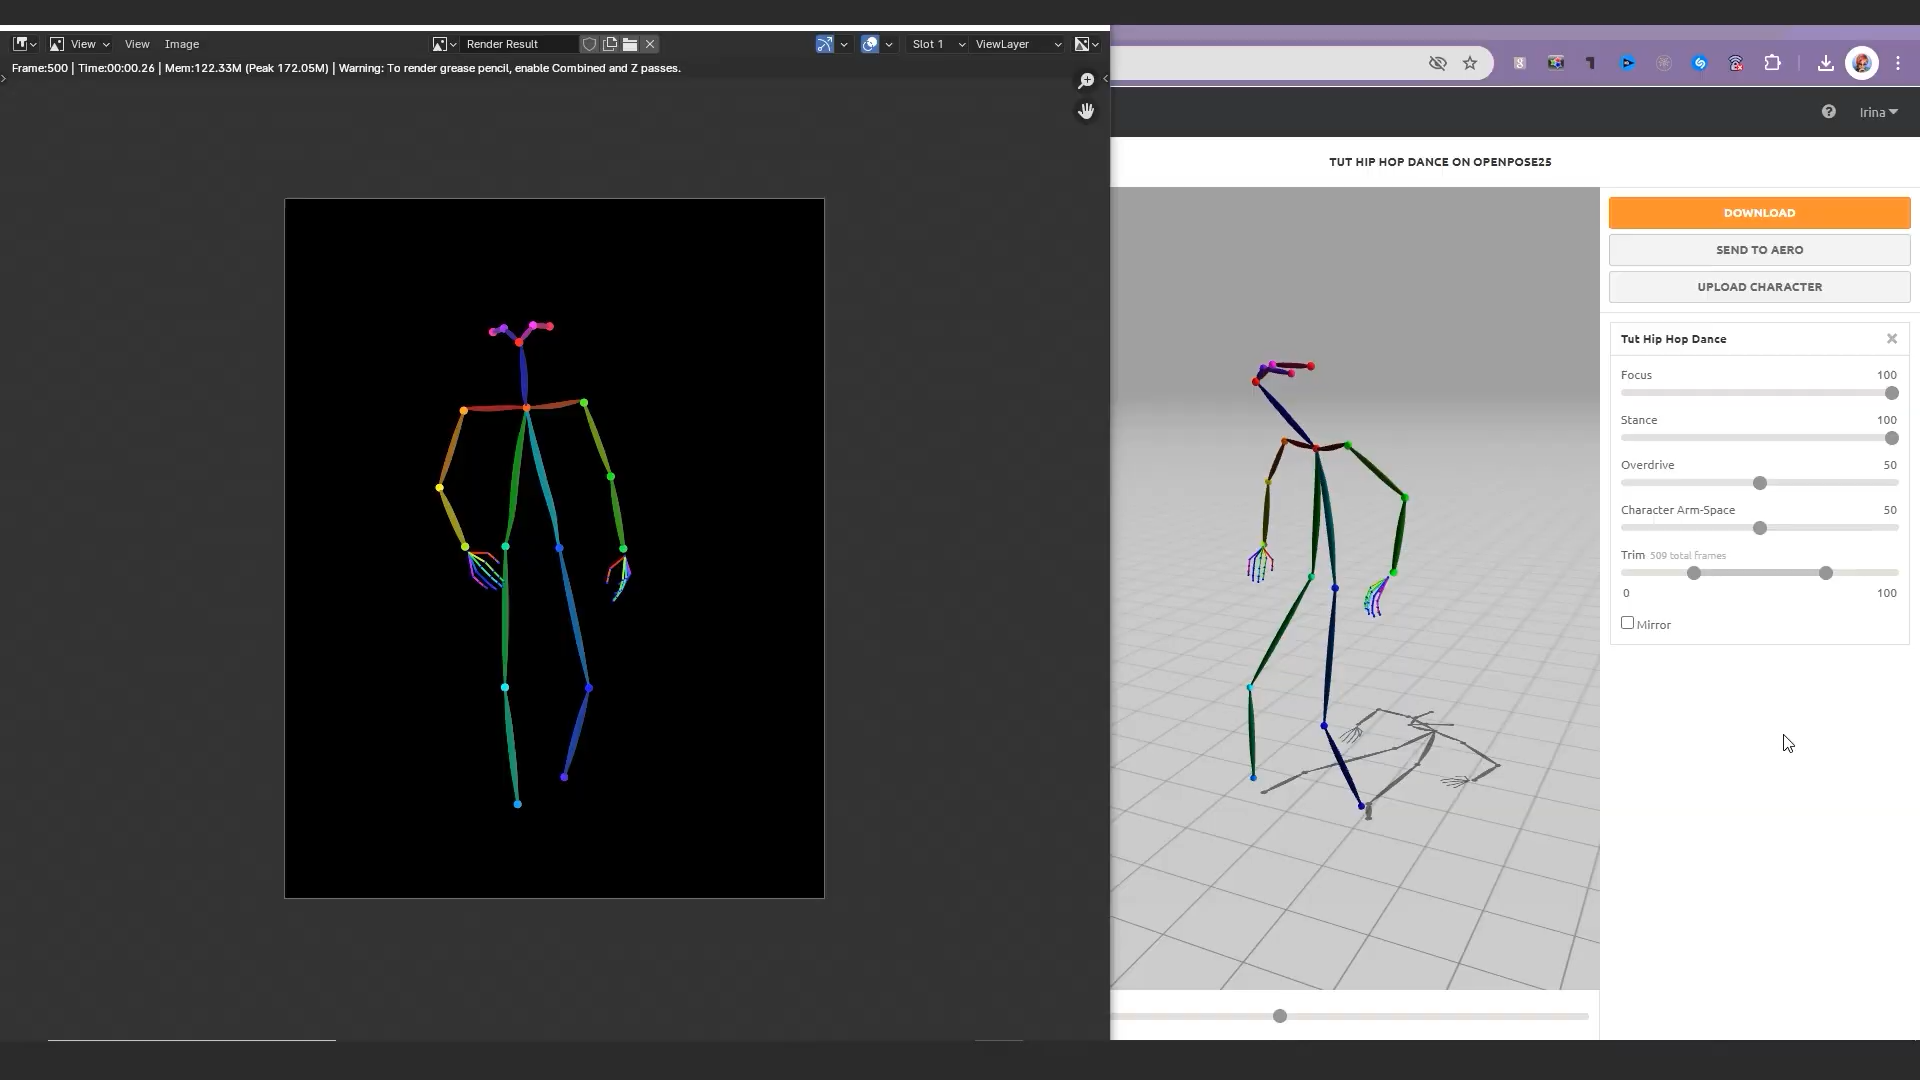 View View Image Render Result Slot 1 ViewLayer
Frame:500 | Time:00:00.26 | Mem:122.33M (Peak 172.05M) | Warning: To render grease pencil, enable Combined and Z passes.
Irina
TUT HIP HOP DANCE ON OPENPOSE25
DOWNLOAD
SEND TO AERO
UPLOAD CHARACTER
Tut Hip Hop Dance
Focus 100
Stance 100
Overdrive 50
Character Arm-Space 50
Trim 509 total frames
0 100
Mirror